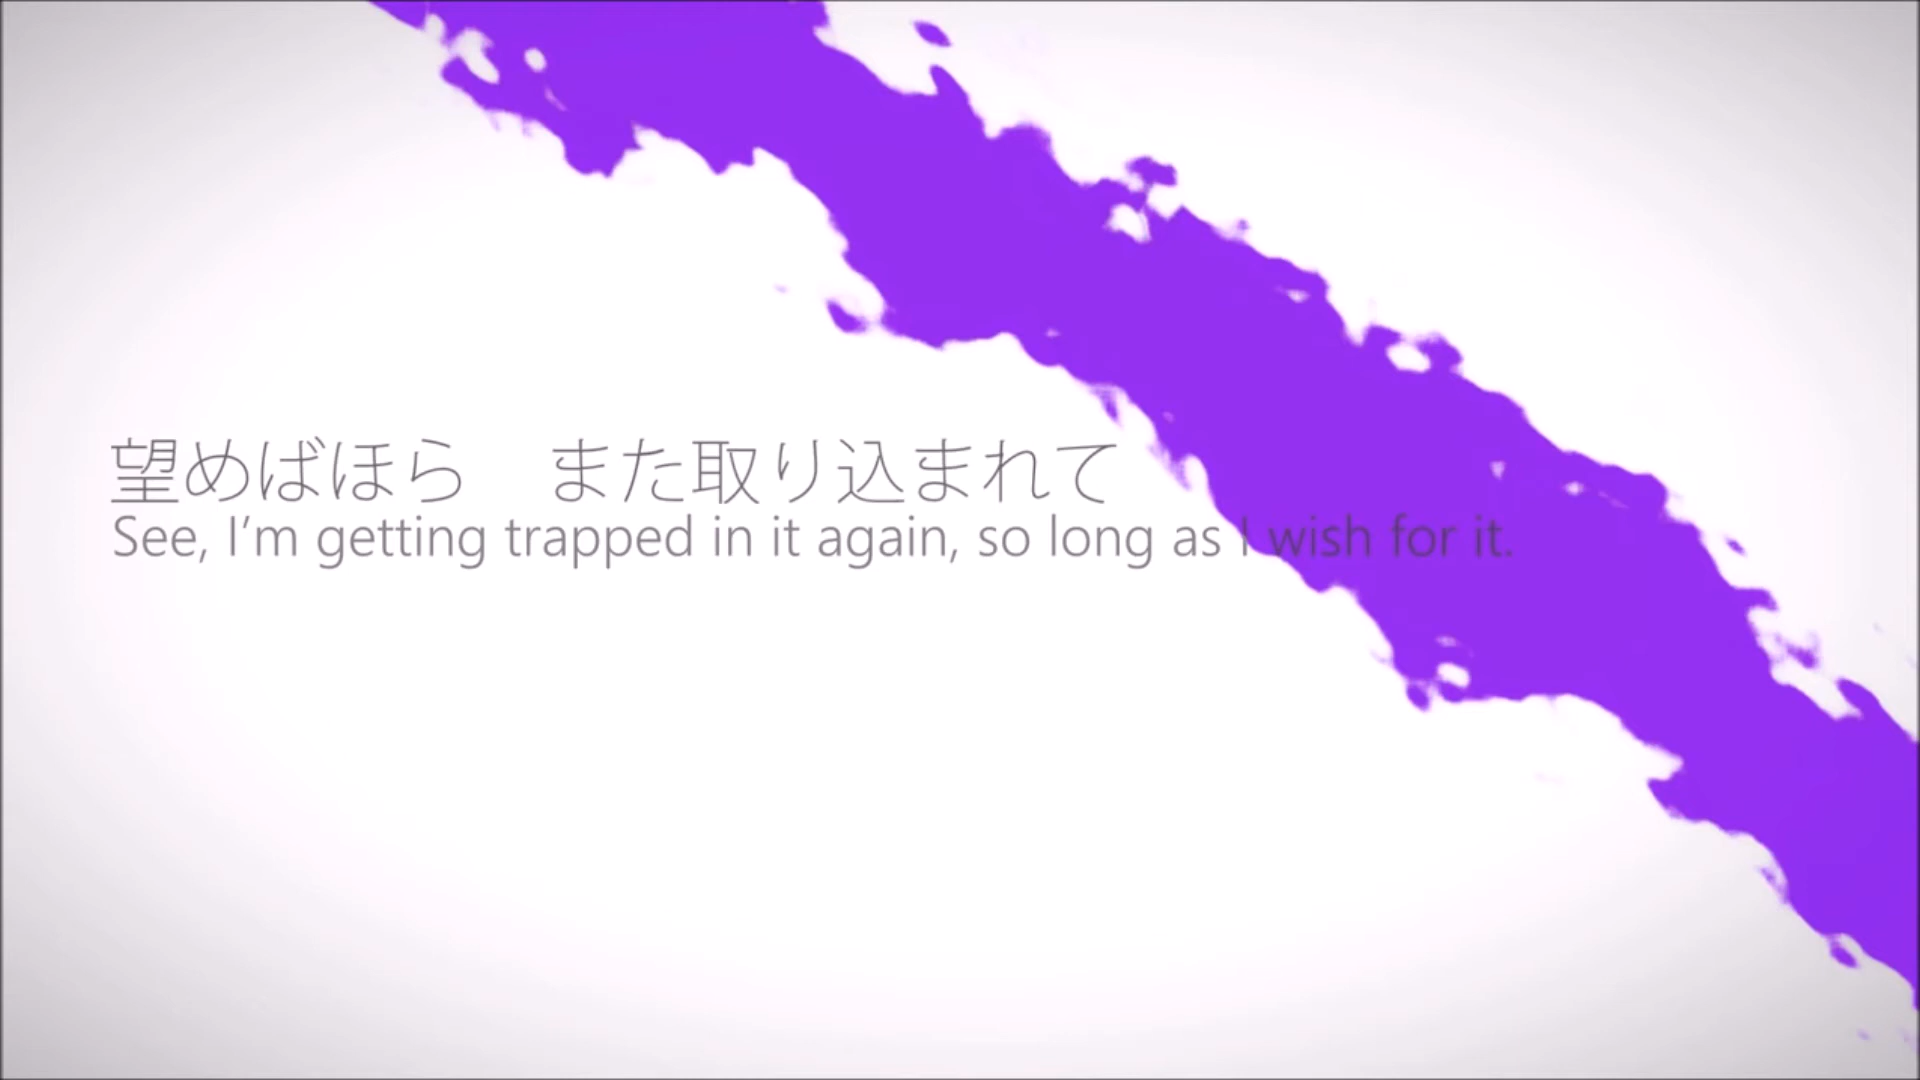 望めばほら　また取り込まれて
See, I’m getting trapped in it again, so long as I wish for it.